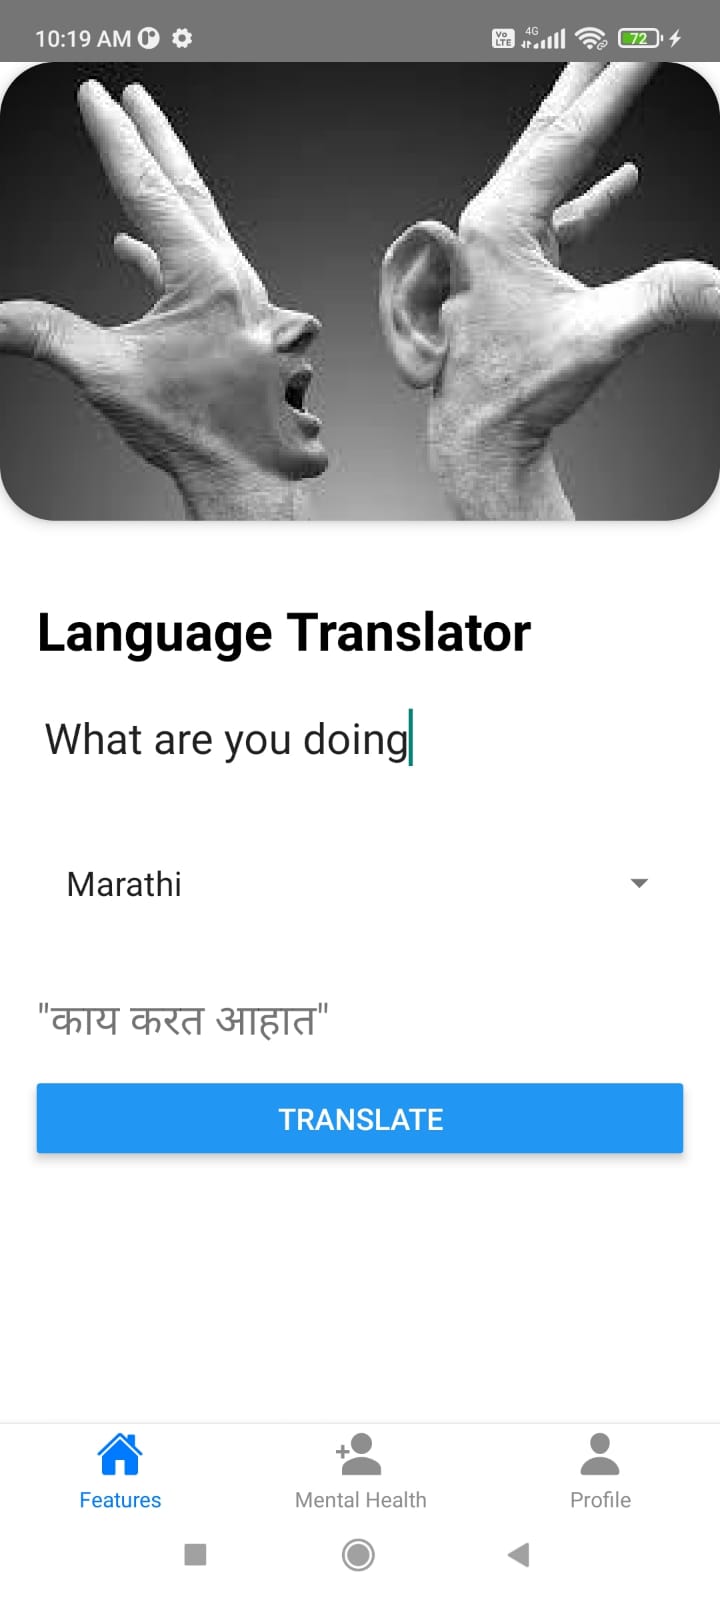 10:19 AM
Vo LTE 4G 72
Language Translator
What are you doing
Marathi
"काय करत आहात"
TRANSLATE
Features Mental Health Profile